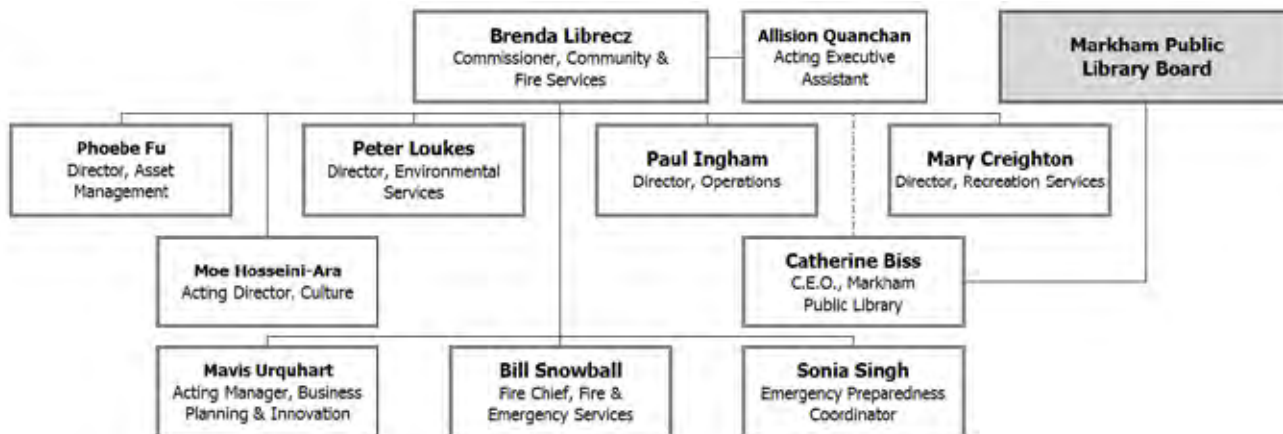 Brenda Librecz
Commissioner, Community &
Fire Services
Allision Quanchan
Acting Executive
Assistant
Markham Public
Library Board
Phoebe Fu
Director, Asset
Management
Peter Loukes
Director, Environmental
Services
Paul Ingham
Director, Operations
Mary Creighton
Director, Recreation Services
Moe Hosseini-Ara
Acting Director, Culture
Catherine Biss
C.E.O., Markham
Public Library
Mavis Urquhart
Acting Manager, Business
Planning & Innovation
Bill Snowball
Fire Chief, Fire &
Emergency Services
Sonia Singh
Emergency Preparedness
Coordinator